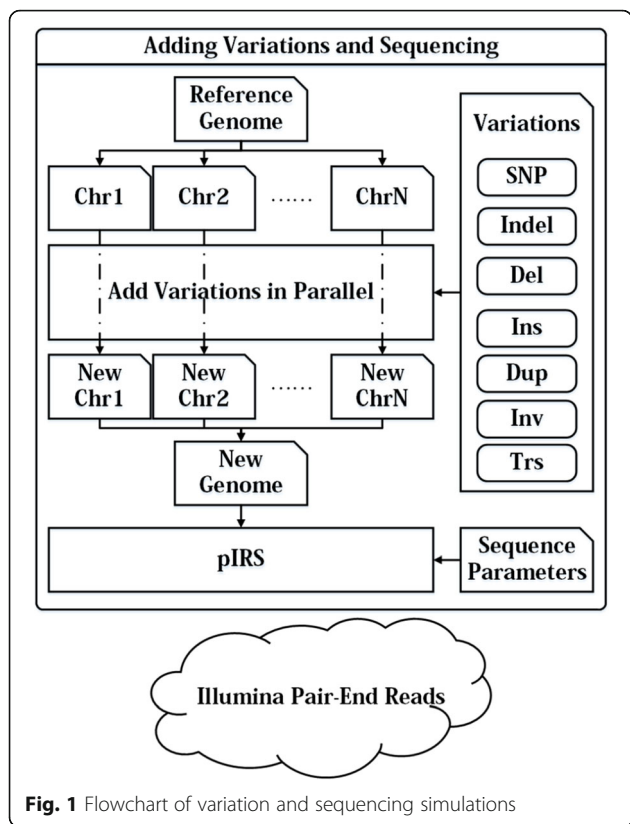 Adding Variations and Sequencing
Reference
Genome
Chr1
Chr2
......
ChrN
Add Variations in Parallel
New
Chr1
New
Chr2
......
New
ChrN
New
Genome
pIRS
Variations
SNP
Indel
Del
Ins
Dup
Inv
Trs
Sequence
Parameters
Illumina Pair-End Reads
Fig. 1 Flowchart of variation and sequencing simulations